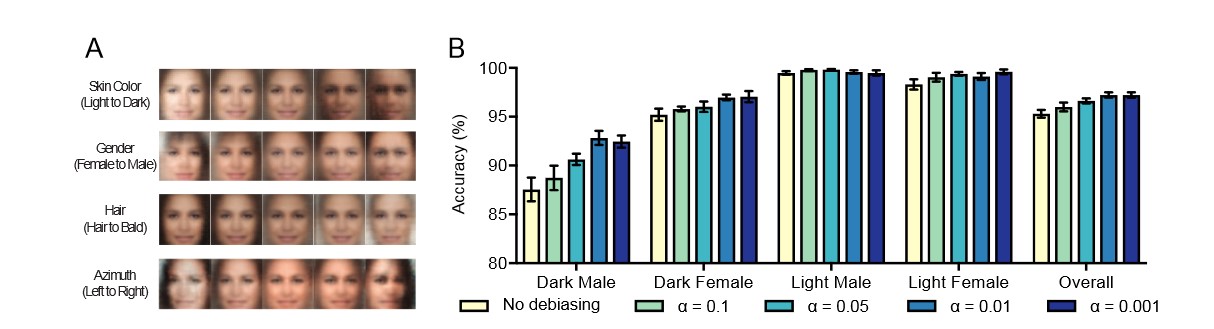 A
Skin Color
(Light to Dark)
Gender
(Female to Male)
Hair
(Hair to Bald)
Azimuth
(Left to Right)
B
Accuracy (%)
100
95
90
85
80
Dark Male Dark Female Light Male Light Female Overall
No debiasing α = 0.1 α = 0.05 α = 0.01 α = 0.001